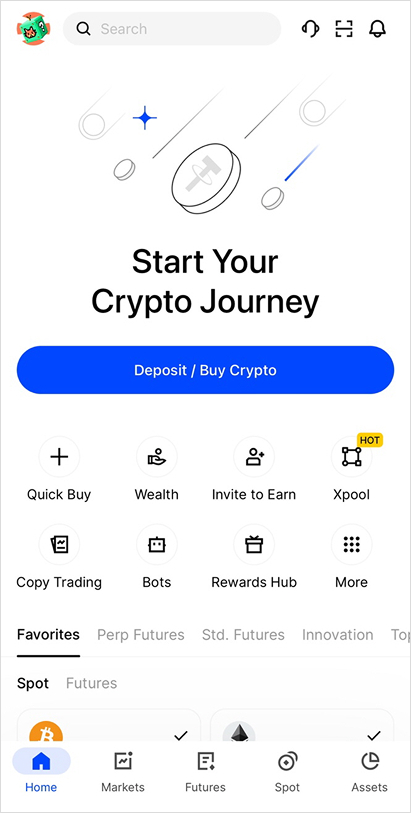 Search
Start Your
Crypto Journey
Deposit / Buy Crypto
HOT
Quick Buy Wealth Invite to Earn Xpool
Copy Trading Bots Rewards Hub More
Favorites Perp Futures Std. Futures Innovation Top
Spot Futures
Home Markets Futures Spot Assets